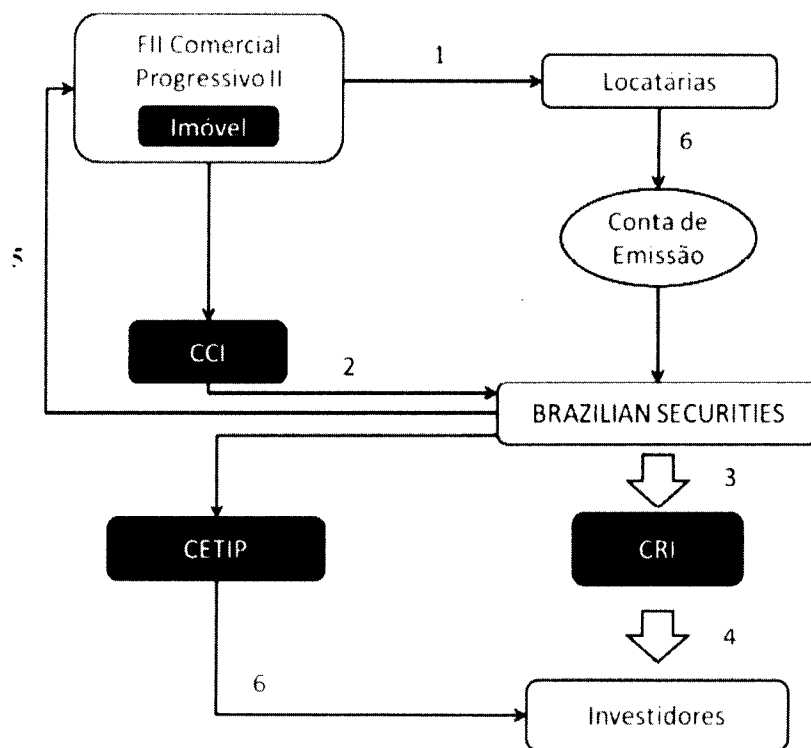 FII Comercial
Progressivo II
Imóvel
1
Locatárias
6
Conta de
Emissão
CCI
2
BRAZILIAN SECURITIES
3
CETIP
CRI
4
6
Investidores